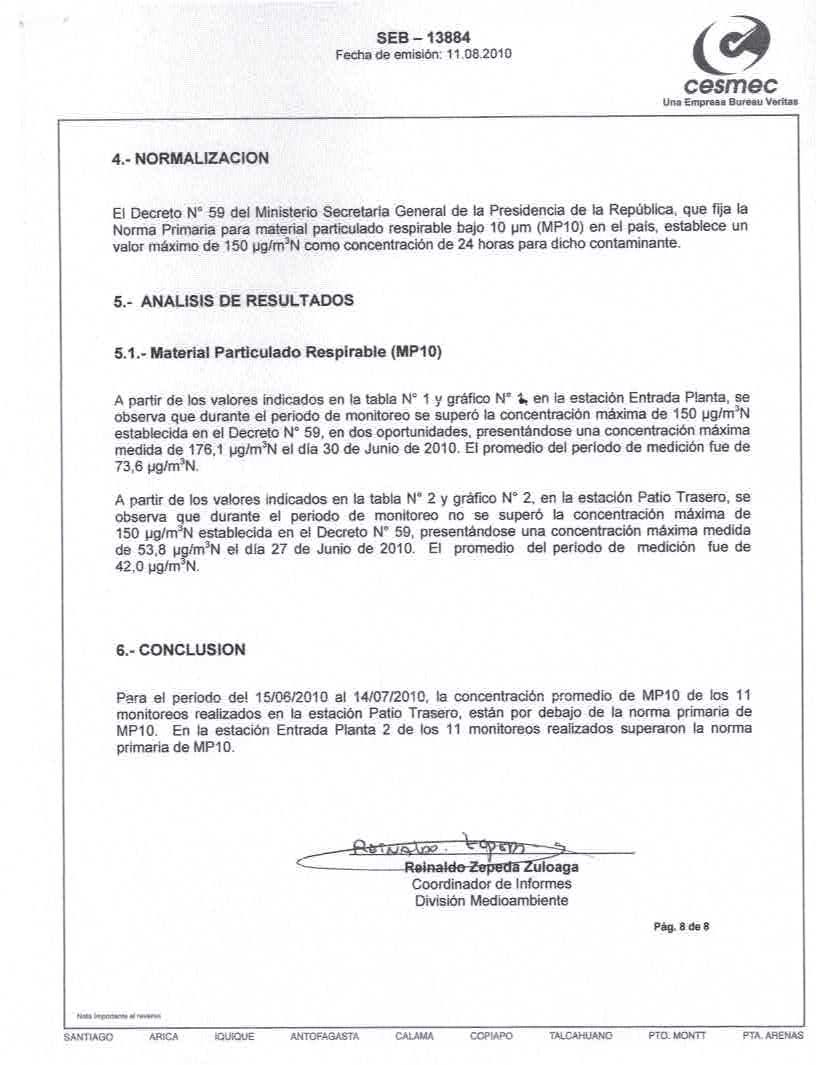 SEB – 13884
Fecha de emisión: 11.08.2010
cesmec
Una Empresa Bureau Veritas
4.- NORMALIZACION
El Decreto N° 59 del Ministerio Secretaría General de la Presidencia de la República, que fija la
Norma Primaria para material particulado respirable bajo 10 µm (MP10) en el país, establece un
valor máximo de 150 µg/m³N como concentración de 24 horas para dicho contaminante.
5.- ANALISIS DE RESULTADOS
5.1.- Material Particulado Respirable (MP10)
A partir de los valores indicados en la tabla N° 1 y gráfico N° 1, en la estación Entrada Planta, se
observa que durante el periodo de monitoreo se superó la concentración máxima de 150 µg/m³N
establecida en el Decreto N° 59, en dos oportunidades, presentándose una concentración máxima
medida de 176,1 µg/m³N el día 30 de Junio de 2010. El promedio del período de medición fue de
73,6 µg/m³N.
A partir de los valores indicados en la tabla N° 2 y gráfico N° 2, en la estación Patio Trasero, se
observa que durante el periodo de monitoreo no se superó la concentración máxima de
150 µg/m³N establecida en el Decreto N° 59, presentándose una concentración máxima medida
de 53,8 µg/m³N el día 27 de Junio de 2010. El promedio del período de medición fue de
42,0 µg/m³N.
6.- CONCLUSION
Para el período del 15/06/2010 al 14/07/2010, la concentración promedio de MP10 de los 11
monitoreos realizados en la estación Patio Trasero, están por debajo de la norma primaria de
MP10. En la estación Entrada Planta 2 de los 11 monitoreos realizados superaron la norma
primaria de MP10.
Reinaldo Zepeda
Reinaldo Zepeda Zuloaga
Coordinador de Informes
División Medioambiente
Pág. 8 de 8
Nota importante al reverso
SANTIAGO ARICA IQUIQUE ANTOFAGASTA CALAMA COPIAPO TALCAHUANO PTO. MONTT PTA. ARENAS